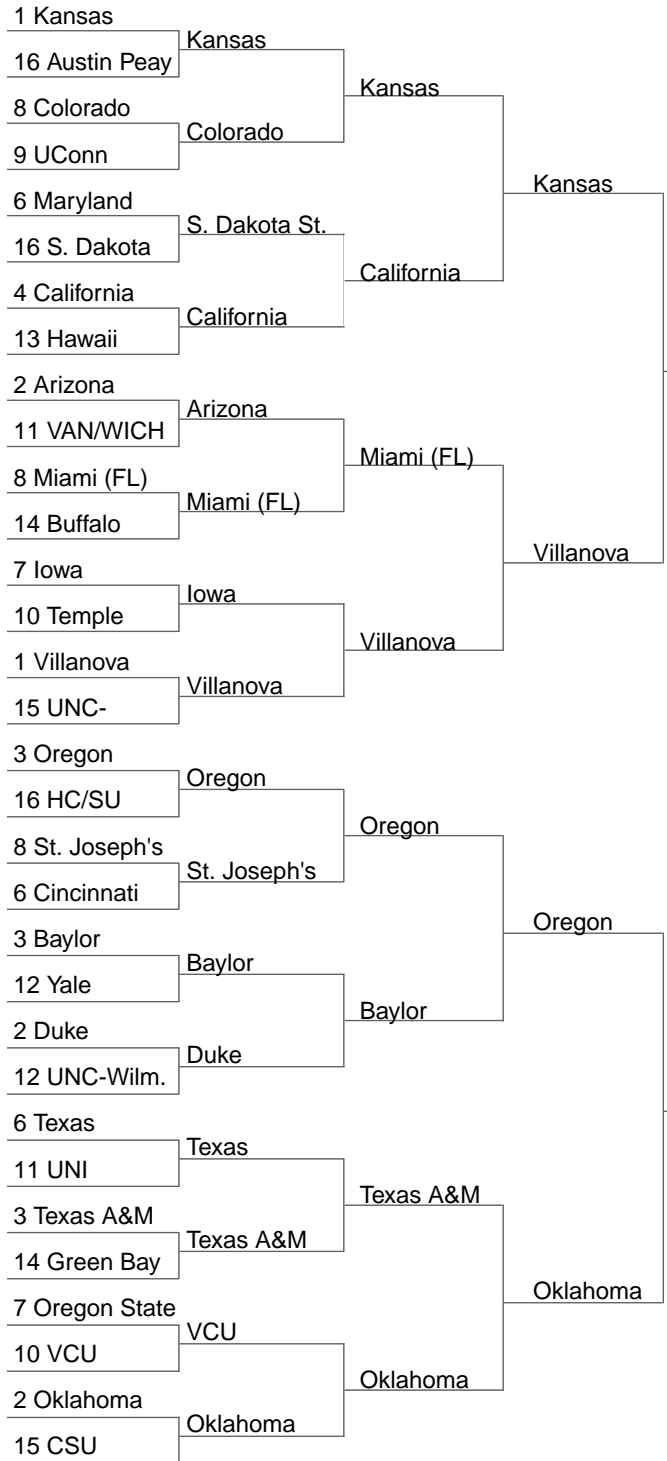 1 Kansas
16 Austin Peay
8 Colorado
9 UConn
6 Maryland
16 S. Dakota
4 California
13 Hawaii
2 Arizona
11 VAN/WICH
8 Miami (FL)
14 Buffalo
7 Iowa
10 Temple
1 Villanova
15 UNC-
3 Oregon
16 HC/SU
8 St. Joseph's
6 Cincinnati
3 Baylor
12 Yale
2 Duke
12 UNC-Wilm.
6 Texas
11 UNI
3 Texas A&M
14 Green Bay
7 Oregon State
10 VCU
2 Oklahoma
15 CSU
Kansas
Colorado
S. Dakota St.
California
Arizona
Miami (FL)
Iowa
Villanova
Oregon
St. Joseph's
Baylor
Duke
Texas
Texas A&M
VCU
Oklahoma
Kansas
California
Miami (FL)
Villanova
Oregon
Baylor
Texas A&M
Oklahoma
Kansas
Villanova
Oregon
Oklahoma